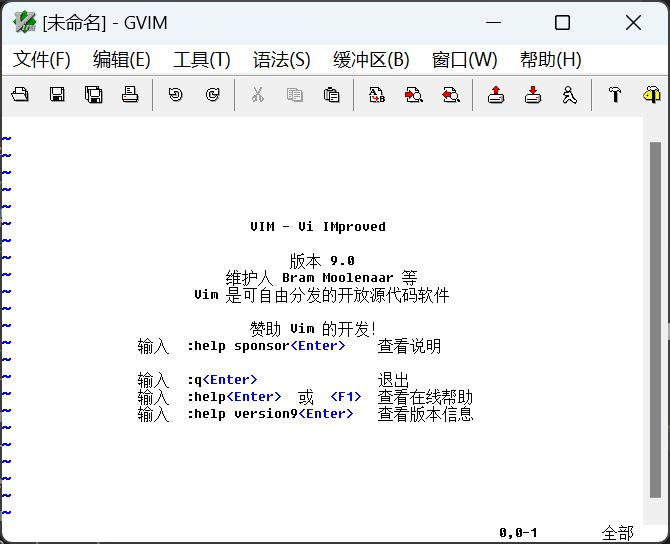 [未命名] - GVIM
文件(F) 编辑(E) 工具(T) 语法(S) 缓冲区(B) 窗口(W) 帮助(H)
~
~
~
~
~
~ VIM - Vi IMproved
~
~ 版本 9.0
~ 维护人 Bram Moolenaar 等
~ Vim 是可自由分发的开放源代码软件
~
~ 赞助 Vim 的开发！
~ 输入 :help sponsor<Enter> 查看说明
~
~ 输入 :q<Enter> 退出
~ 输入 :help<Enter> 或 <F1> 查看在线帮助
~ 输入 :help version9<Enter> 查看版本信息
~
~
~
~
~
~
0,0-1 全部